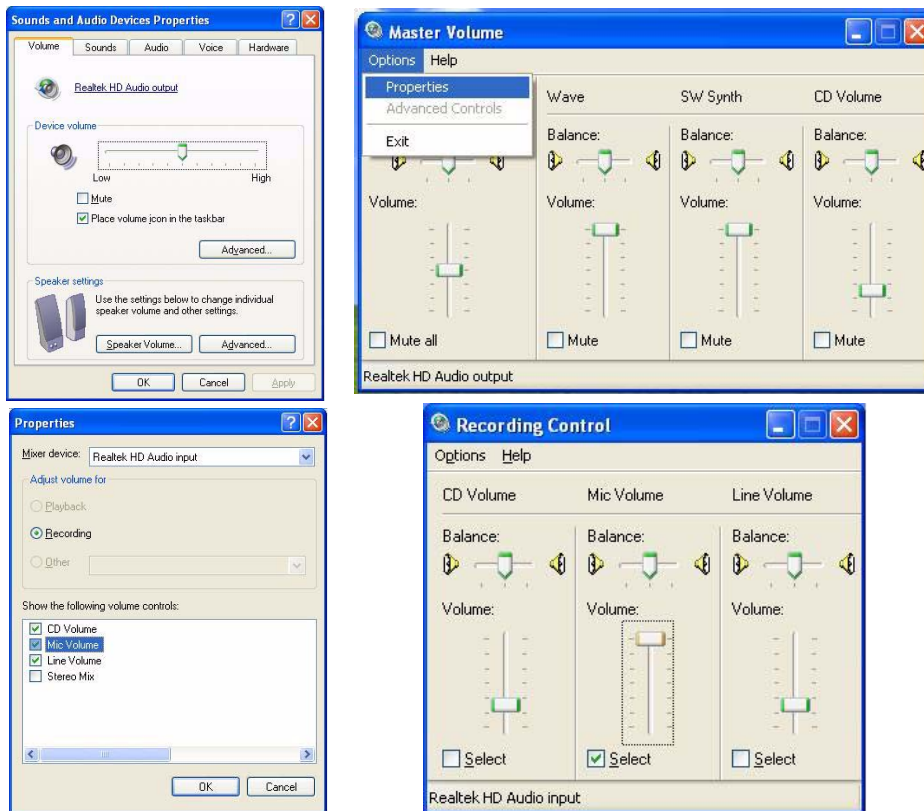 Sounds and Audio Devices Properties
Volume Sounds Audio Voice Hardware
Realtek HD Audio output
Device volume
Low High
Mute
Place volume icon in the taskbar
Advanced...
Speaker settings
Use the settings below to change individual
speaker volume and other settings.
Speaker Volume... Advanced...
OK Cancel Apply
Master Volume
Options Help
Properties
Advanced Controls
Exit
Wave SW Synth CD Volume
Balance: Balance: Balance:
Volume: Volume: Volume: Volume:
Mute all Mute Mute Mute
Realtek HD Audio output
Properties
Mixer device: Realtek HD Audio input
Adjust volume for
Playback
Recording
Other
Show the following volume controls:
CD Volume
Mic Volume
Line Volume
Stereo Mix
OK Cancel
Recording Control
Options Help
CD Volume Mic Volume Line Volume
Balance: Balance: Balance:
Volume: Volume: Volume:
Select Select Select
Realtek HD Audio input